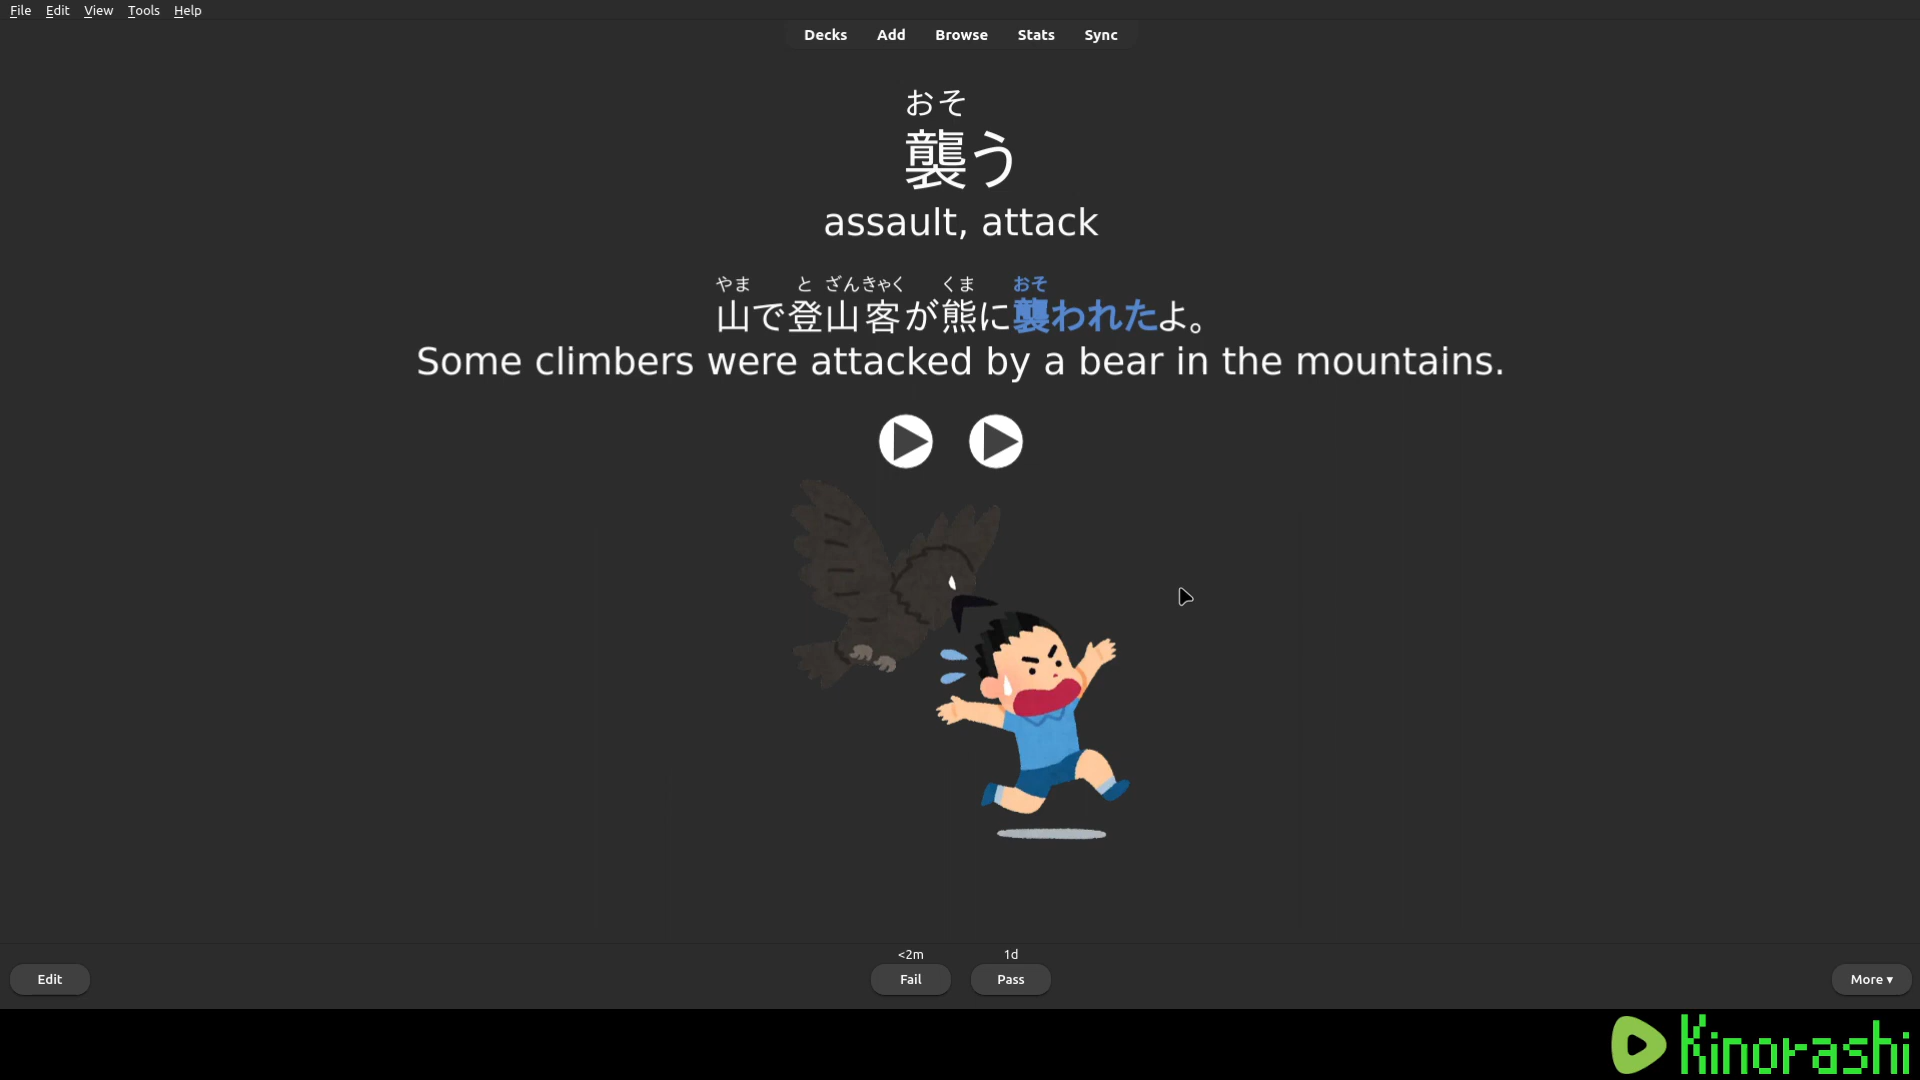 File Edit View Tools Help
Decks Add Browse Stats Sync
おそ
襲う
assault, attack
やま と ざんきゃく くま おそ
山で登山客が熊に襲われたよ。
Some climbers were attacked by a bear in the mountains.
<2m 1d
Edit Fail Pass More ▾
Kinorashi